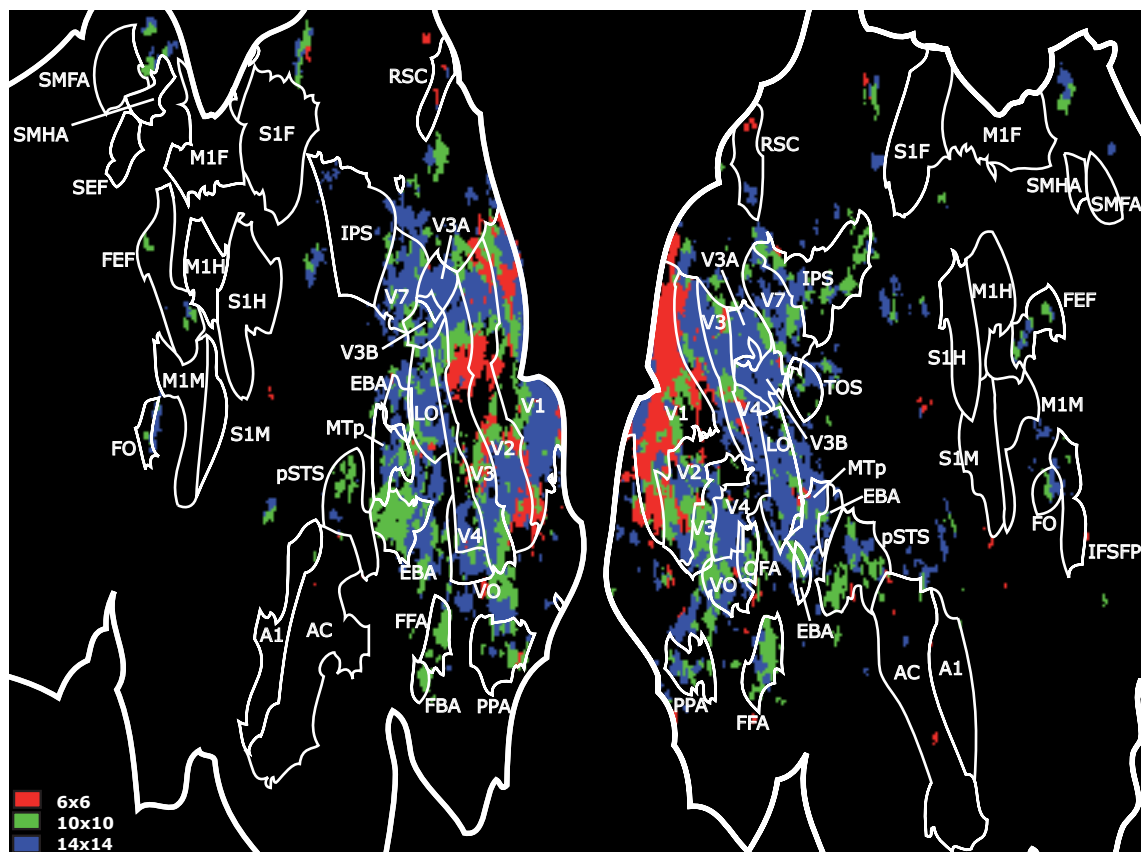 SMFA
SMHA
SEF
M1F
S1F
RSC
FEF
M1H
S1H
IPS
V3A
V7
V3B
EBA
LO
MTp
M1M
S1M
FO
pSTS
V1
V2
V3
V4
EBA
VO
A1
AC
FFA
FBA
PPA
RSC
S1F
M1F
SMHA
SMFA
V3A
IPS
V7
V3
M1H
FEF
S1H
TOS
V1
V4
LO
V3B
M1M
S1M
V2
MTp
EBA
V4
V3
pSTS
FO
IFSFP
OFA
VO
EBA
PPA
FFA
AC
A1
6x6
10x10
14x14